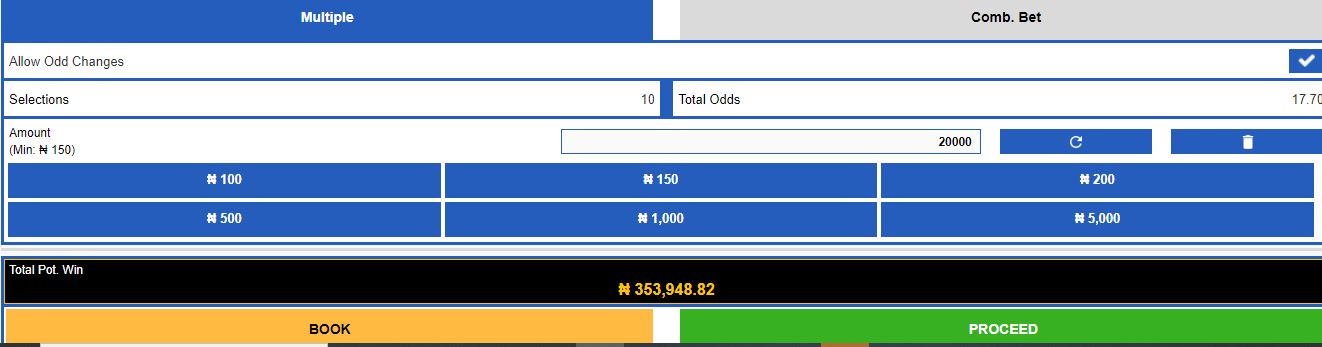 Multiple Comb. Bet
Allow Odd Changes
Selections 10 Total Odds 17.70
Amount
(Min: ₦ 150) 20000
₦ 100 ₦ 150 ₦ 200
₦ 500 ₦ 1,000 ₦ 5,000
Total Pot. Win
₦ 353,948.82
BOOK PROCEED